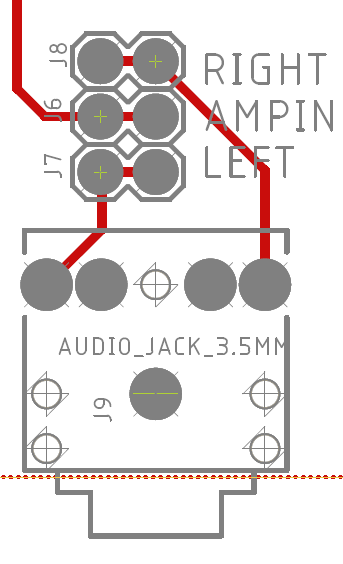 J8
RIGHT
J6
AMPIN
J7
LEFT
AUDIO_JACK_3.5MM
J9